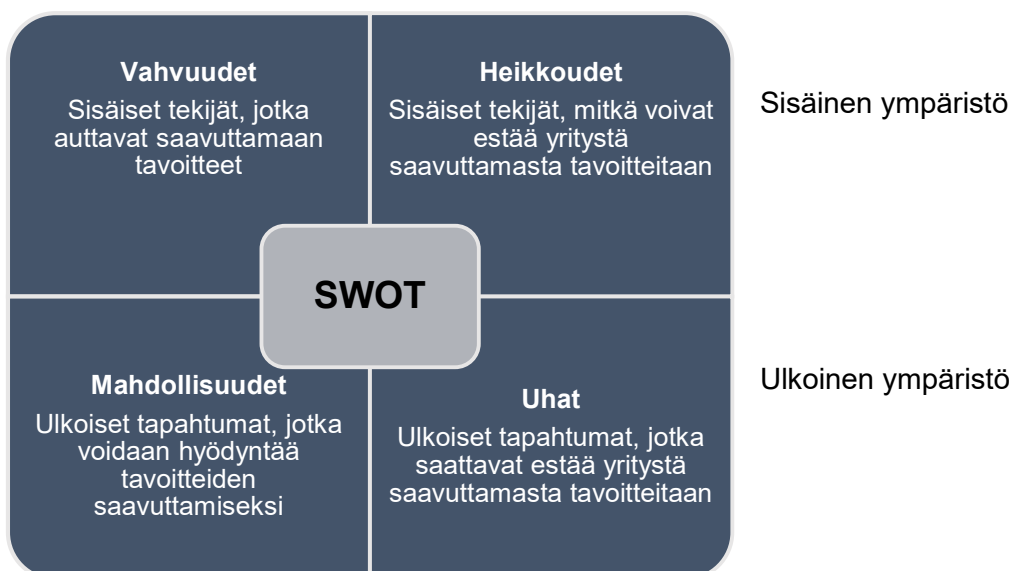 Vahvuudet
Sisäiset tekijät, jotka
auttavat saavuttamaan
tavoitteet
Heikkoudet
Sisäiset tekijät, mitkä voivat
estää yritystä
saavuttamasta tavoitteitaan
Sisäinen ympäristö
SWOT
Mahdollisuudet
Ulkoiset tapahtumat, jotka
voidaan hyödyntää
tavoitteiden
saavuttamiseksi
Uhat
Ulkoiset tapahtumat, jotka
saattavat estää yritystä
saavuttamasta tavoitteitaan
Ulkoinen ympäristö